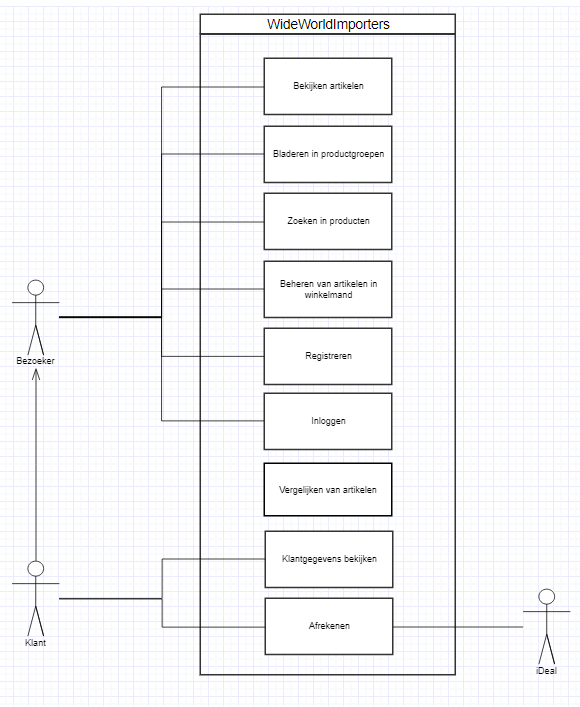 WideWorldImporters
Bekijken artikelen
Bladeren in productgroepen
Zoeken in producten
Beheren van artikelen in
winkelmand
Registreren
Bezoeker
Inloggen
Vergelijken van artikelen
Klantgegevens bekijken
Afrekenen
Klant
iDeal